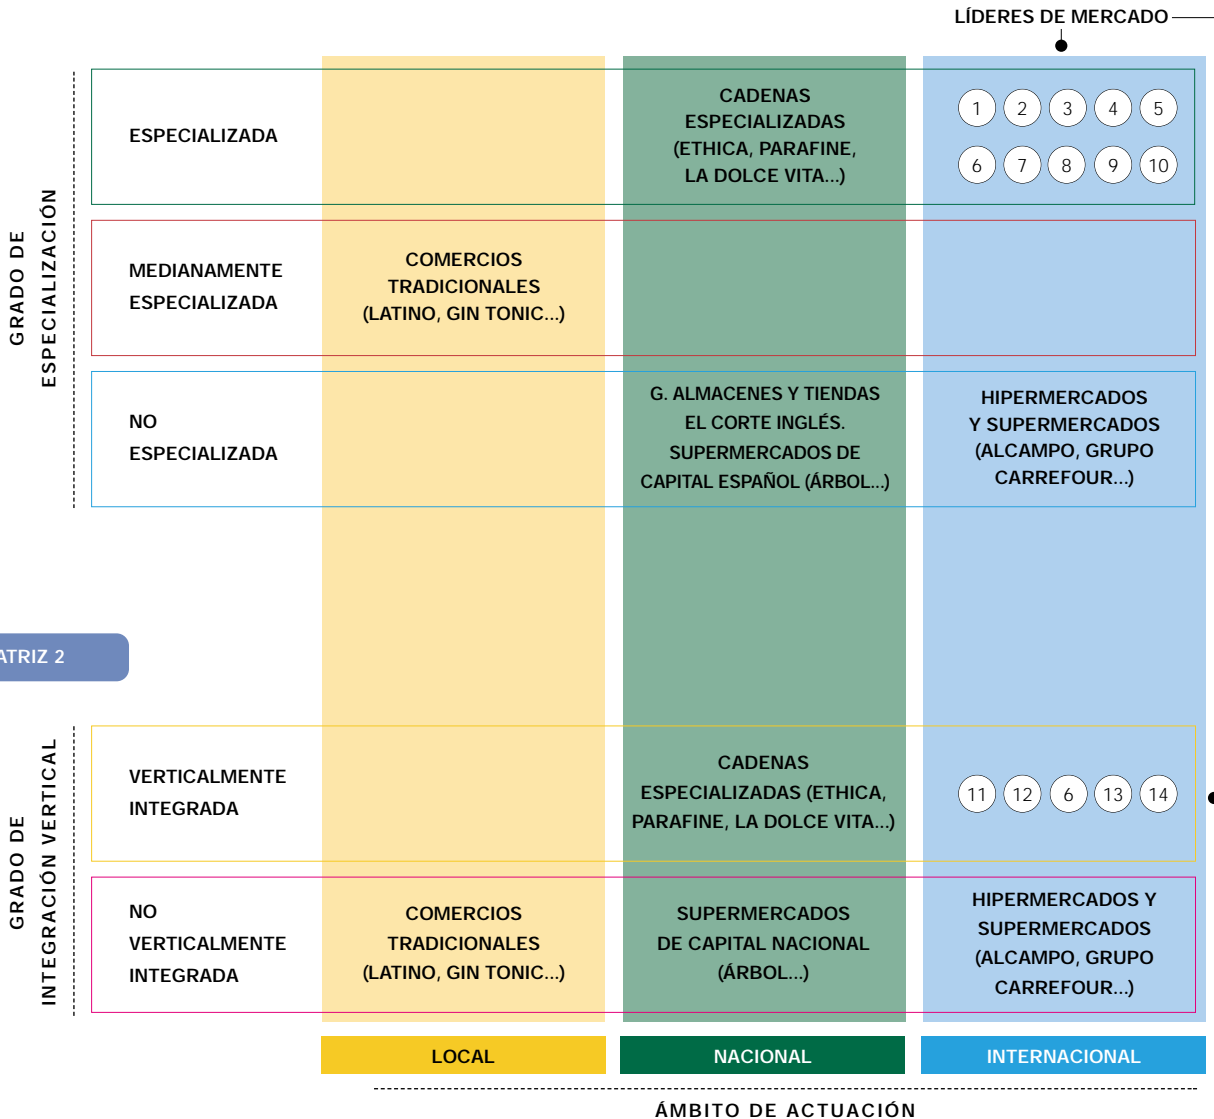 LÍDERES DE MERCADO
GRADO DE
ESPECIALIZACIÓN
ESPECIALIZADA
CADENAS
ESPECIALIZADAS
(ETHICA, PARAFINE,
LA DOLCE VITA...)
1 2 3 4 5
6 7 8 9 10
MEDIANAMENTE
ESPECIALIZADA
COMERCIOS
TRADICIONALES
(LATINO, GIN TONIC...)
NO
ESPECIALIZADA
G. ALMACENES Y TIENDAS
EL CORTE INGLÉS.
SUPERMERCADOS DE
CAPITAL ESPAÑOL (ÁRBOL...)
HIPERMERCADOS
Y SUPERMERCADOS
(ALCAMPO, GRUPO
CARREFOUR...)
ATRIZ 2
GRADO DE
INTEGRACIÓN VERTICAL
VERTICALMENTE
INTEGRADA
CADENAS
ESPECIALIZADAS (ETHICA,
PARAFINE, LA DOLCE VITA...)
11 12 6 13 14
NO
VERTICALMENTE
INTEGRADA
COMERCIOS
TRADICIONALES
(LATINO, GIN TONIC...)
SUPERMERCADOS
DE CAPITAL NACIONAL
(ÁRBOL...)
HIPERMERCADOS Y
SUPERMERCADOS
(ALCAMPO, GRUPO
CARREFOUR...)
LOCAL
NACIONAL
INTERNACIONAL
ÁMBITO DE ACTUACIÓN